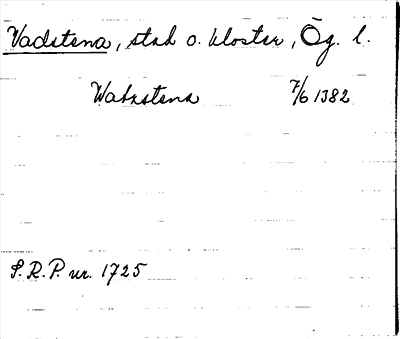 Vadstena, stad o. kloster, Ög. l.
Watzstena 7/6 1382
S.R.P. nr. 1725